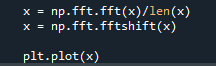 x = np.fft.fft(x)/len(x)
x = np.fft.fftshift(x)
plt.plot(x)